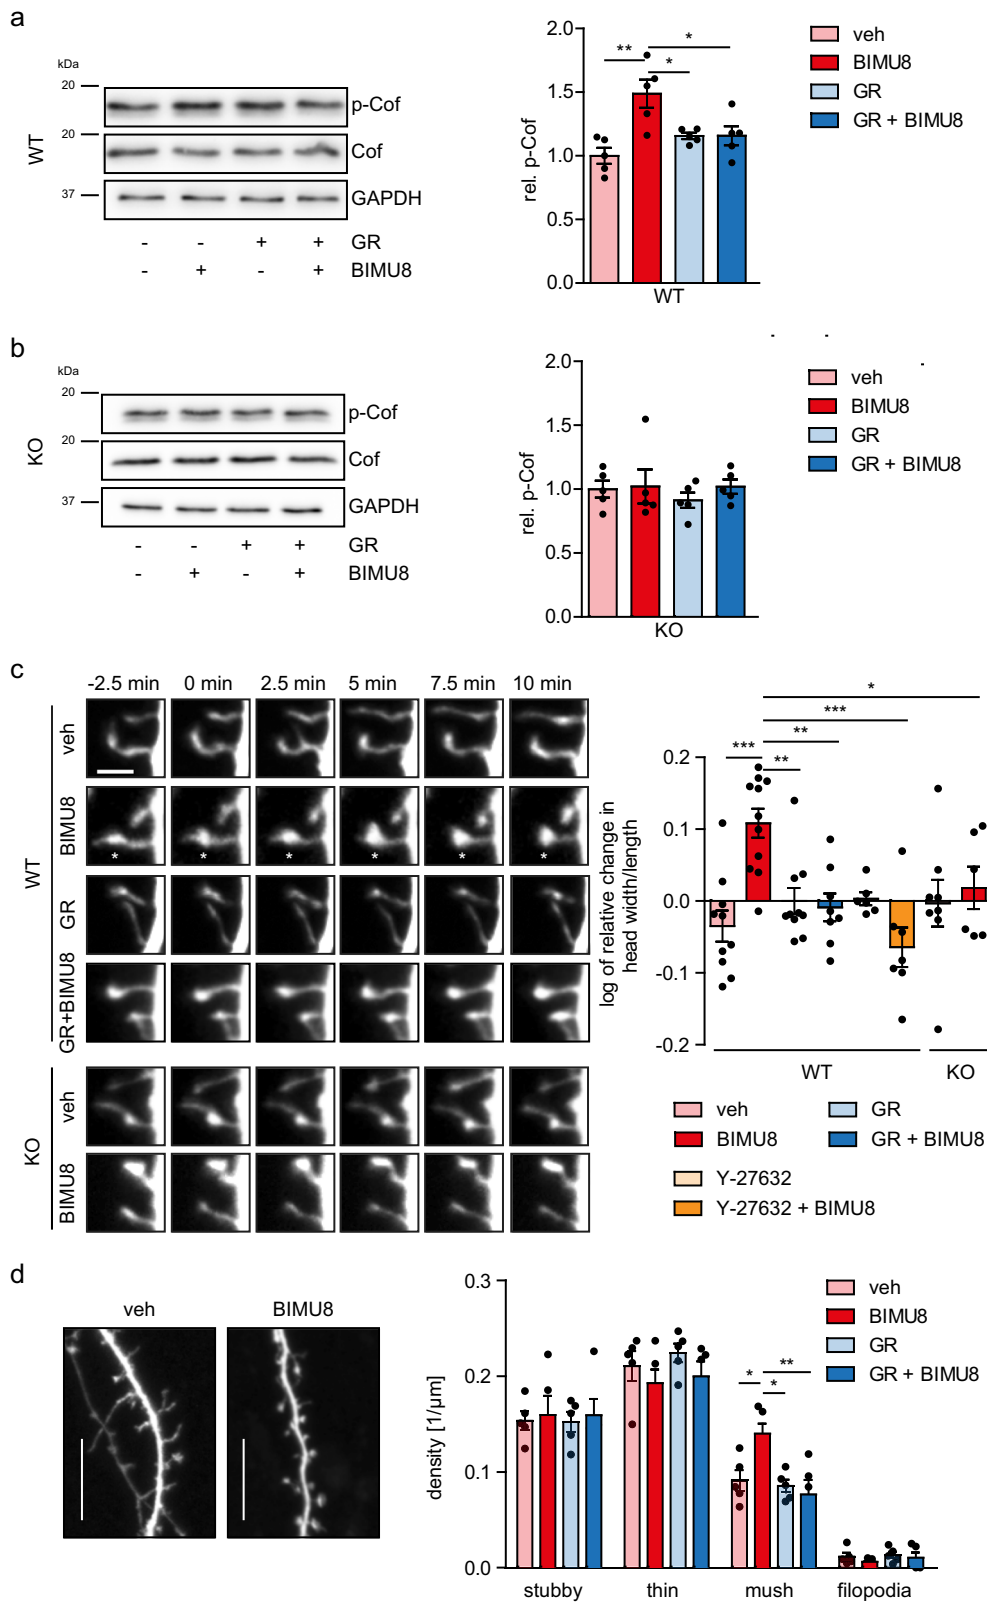 a
kDa
20
20
37
WT
p-Cof
Cof
GAPDH
- - + + GR
- + - + BIMU8
2.0
1.5
1.0
0.5
0.0
rel. p-Cof
** * *
WT
veh
BIMU8
GR
GR + BIMU8
b
kDa
20
20
37
KO
p-Cof
Cof
GAPDH
- - + + GR
- + - + BIMU8
2.0
1.5
1.0
0.5
0.0
rel. p-Cof
KO
veh
BIMU8
GR
GR + BIMU8
c
-2.5 min 0 min 2.5 min 5 min 7.5 min 10 min
WT
veh
BIMU8
* * * * * *
GR
GR+BIMU8
KO
veh
BIMU8
log of relative change in
head width/length
0.2
0.1
0.0
-0.1
-0.2
*
***
**
*** **
WT KO
veh GR
BIMU8 GR + BIMU8
Y-27632
Y-27632 + BIMU8
d
veh BIMU8
density [1/µm]
0.3
0.2
0.1
0.0
* * **
stubby thin mush filopodia
veh
BIMU8
GR
GR + BIMU8